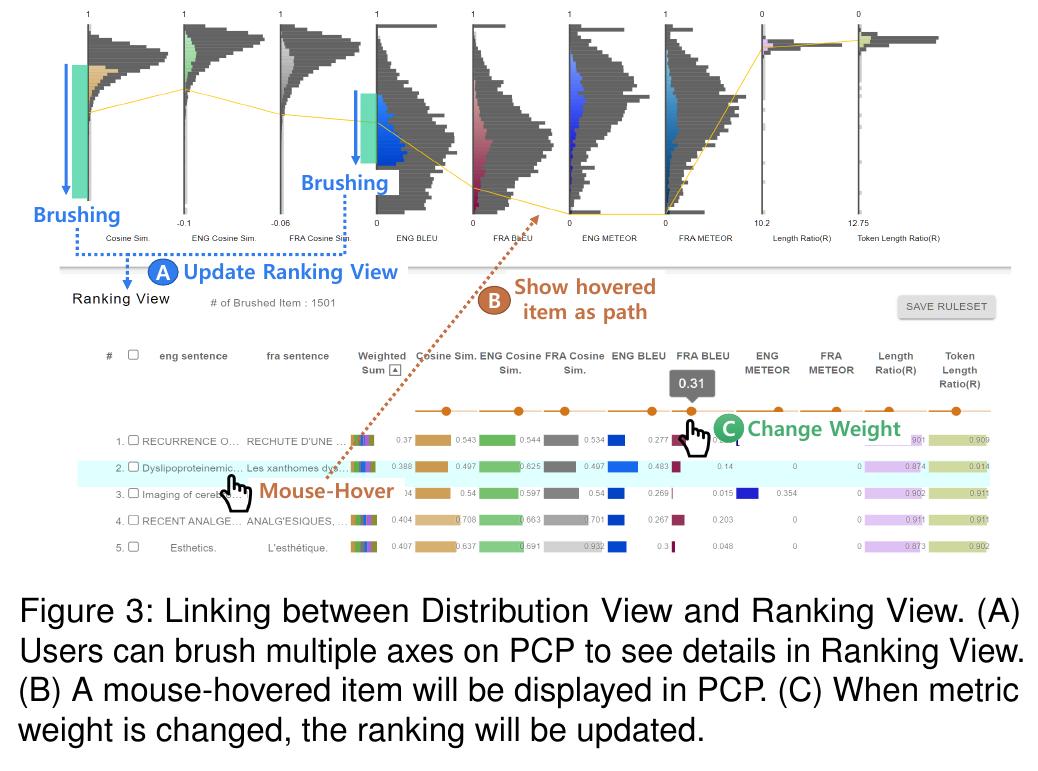 1 1 1 1 1 1 1 0 0
Brushing
Brushing
-0.1 -0.06 0 0 0 0 10.2 12.75
Cosine Sim. ENG Cosine Sim. FRA Cosine Sim. ENG BLEU FRA BLEU ENG METEOR FRA METEOR Length Ratio(R) Token Length Ratio(R)
A Update Ranking View
B Show hovered
item as path
Ranking View # of Brushed Item : 1501 SAVE RULESET
# eng sentence fra sentence Weighted Cosine Sim. ENG Cosine FRA Cosine ENG BLEU FRA BLEU ENG FRA Length Token
Sum Sim. Sim. METEOR METEOR Ratio(R) Length
Ratio(R)
0.31
C Change Weight
1. RECURRENCE O... RECHUTE D'UNE ... 0.37 0.543 0.544 0.534 0.277 901 0.909
2. Dyslipoproteinemic... Les xanthomes dys... 0.388 0.497 0.625 0.497 0.483 0.14 0 0 0.874 0.914
Mouse-Hover
3. Imaging of cereb 0.54 0.597 0.54 0.269 0.015 0.354 0 0.902 0.911
4. RECENT ANALGE... ANALG'ESIQUES, ... 0.404 0.708 0.663 0.701 0.267 0.203 0 0 0.911 0.911
5. Esthetics. L'esthétique. 0.407 0.637 0.691 0.932 0.3 0.048 0 0 0.873 0.902
Figure 3: Linking between Distribution View and Ranking View. (A)
Users can brush multiple axes on PCP to see details in Ranking View.
(B) A mouse-hovered item will be displayed in PCP. (C) When metric
weight is changed, the ranking will be updated.